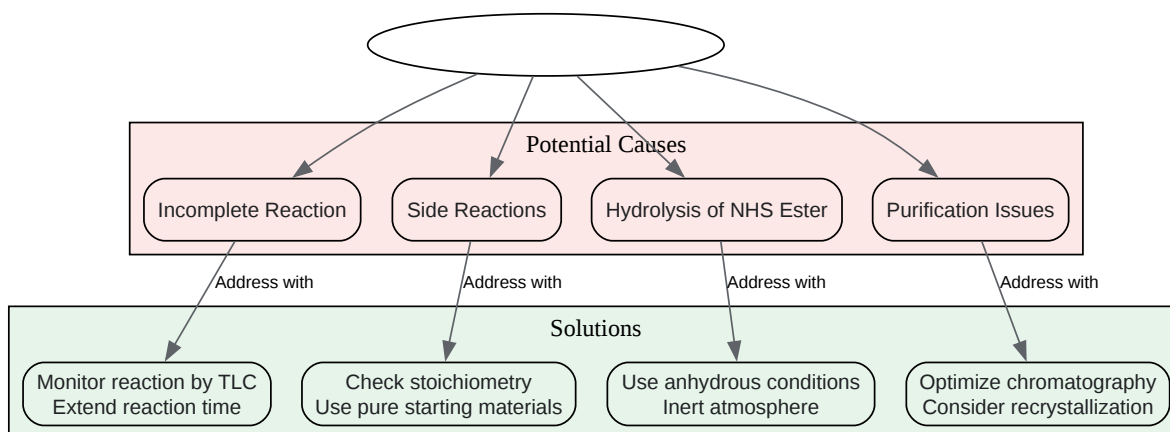 Potential Causes
Incomplete Reaction
Side Reactions
Hydrolysis of NHS Ester
Purification Issues
Address with
Address with
Address with
Address with
Solutions
Monitor reaction by TLC
Extend reaction time
Check stoichiometry
Use pure starting materials
Use anhydrous conditions
Inert atmosphere
Optimize chromatography
Consider recrystallization